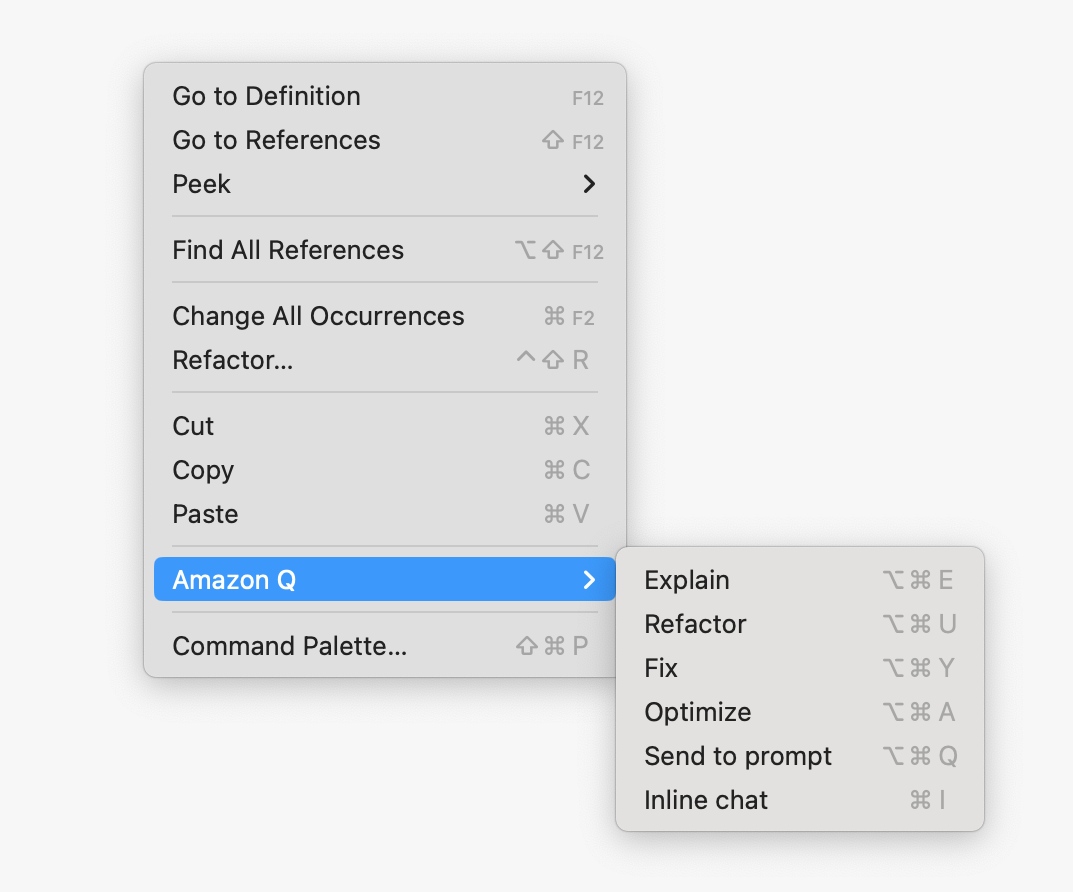 Go to Definition F12
Go to References ⇧ F12
Peek
Find All References ⌥⇧ F12
Change All Occurrences ⌘ F2
Refactor... ^⇧ R
Cut ⌘ X
Copy ⌘ C
Paste ⌘ V
Amazon Q
Command Palette... ⇧⌘ P
Explain ⌥⌘ E
Refactor ⌥⌘ U
Fix ⌥⌘ Y
Optimize ⌥⌘ A
Send to prompt ⌥⌘ Q
Inline chat ⌘ I